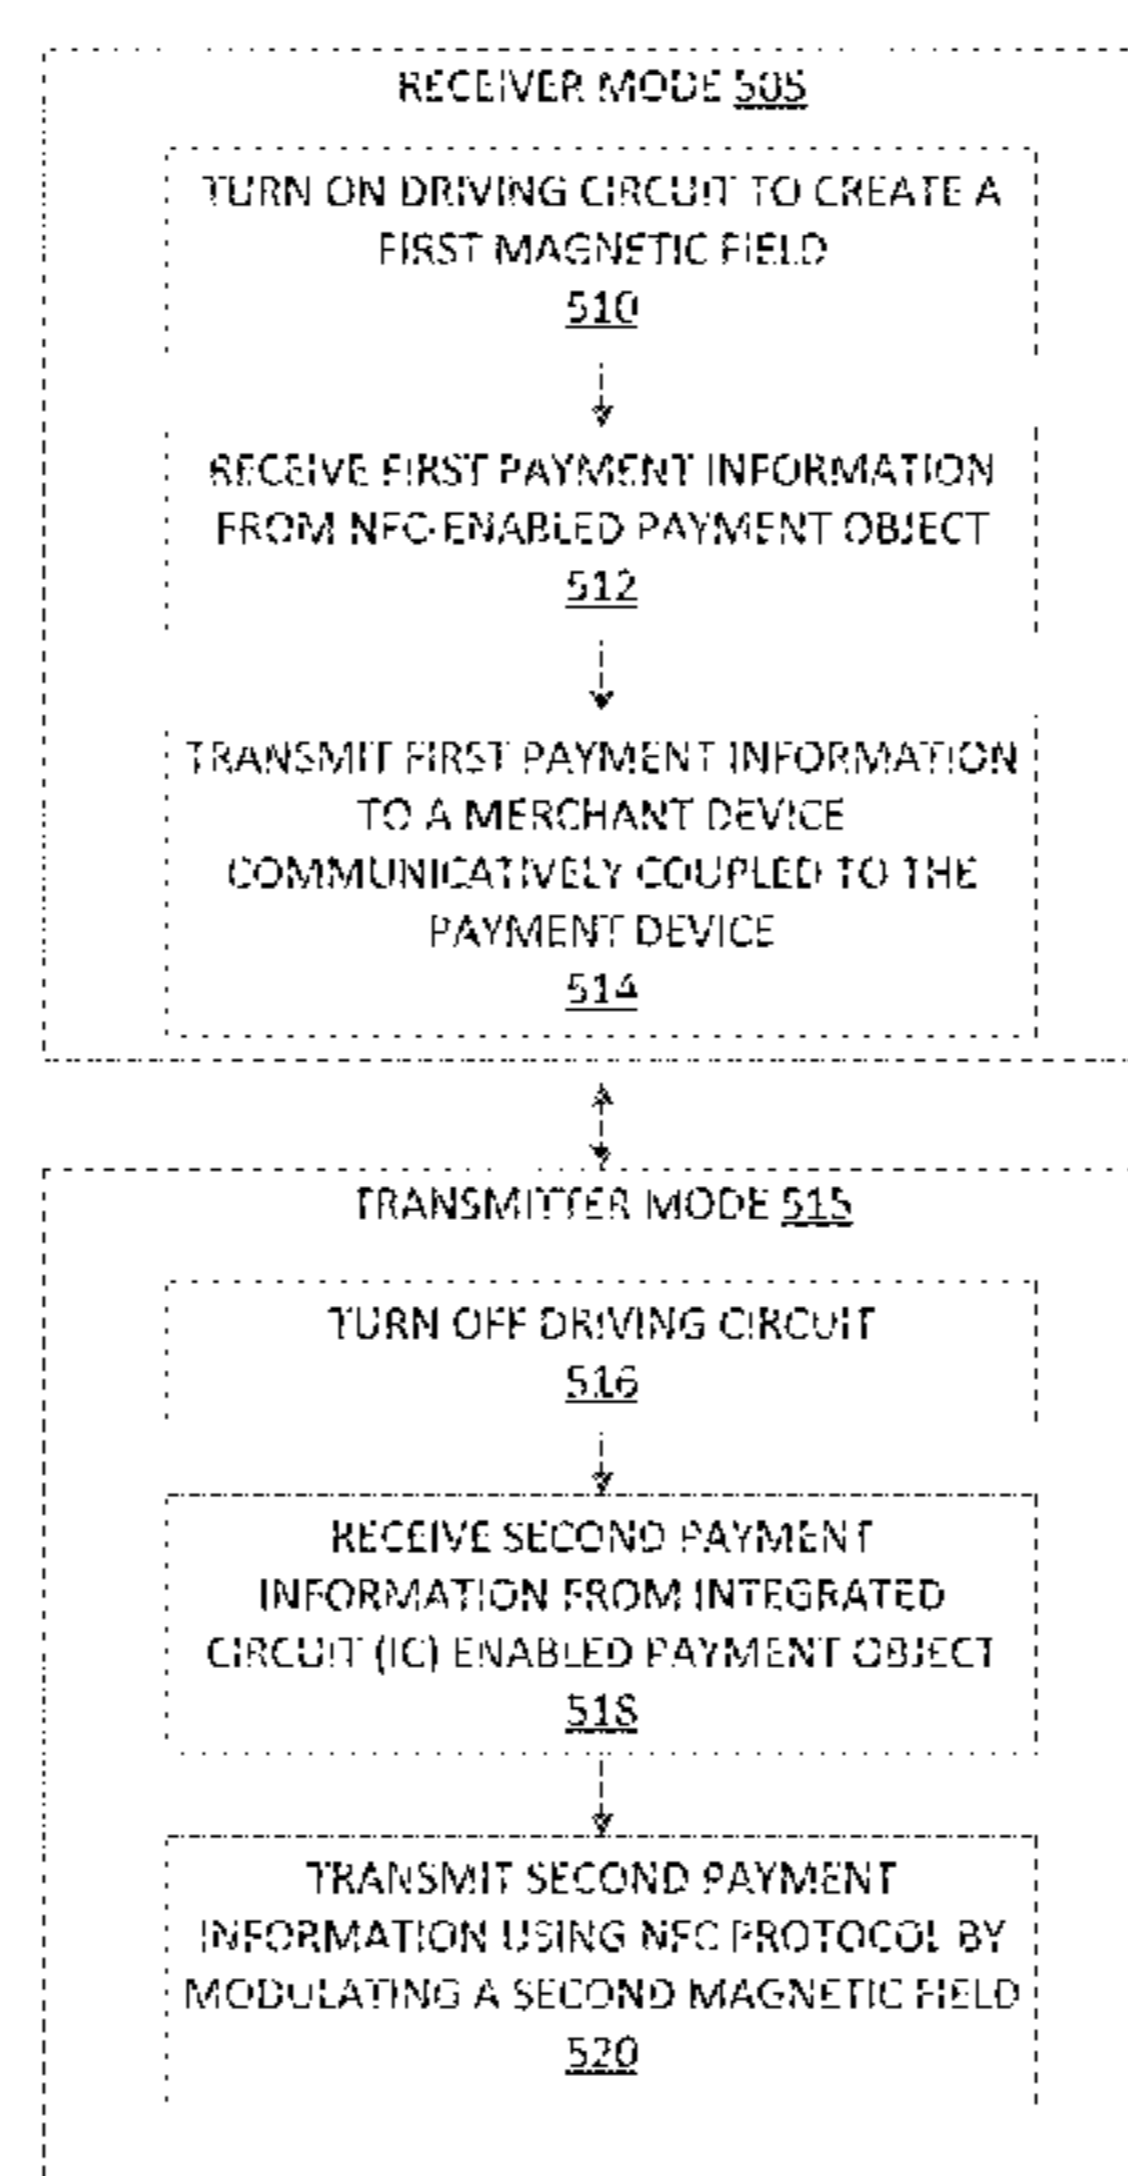 RECEIVER MODE 505
TURN ON DRIVING CIRCUIT TO CREATE A
FIRST MAGNETIC FIELD
510
RECEIVE FIRST PAYMENT INFORMATION
FROM NFC-ENABLED PAYMENT OBJECT
512
TRANSMIT FIRST PAYMENT INFORMATION
TO A MERCHANT DEVICE
COMMUNICATIVELY COUPLED TO THE
PAYMENT DEVICE
514
TRANSMITTER MODE 515
TURN OFF DRIVING CIRCUIT
516
RECEIVE SECOND PAYMENT
INFORMATION FROM INTEGRATED
CIRCUIT (IC) ENABLED PAYMENT OBJECT
518
TRANSMIT SECOND PAYMENT
INFORMATION USING NFC PROTOCOL BY
MODULATING A SECOND MAGNETIC FIELD
520